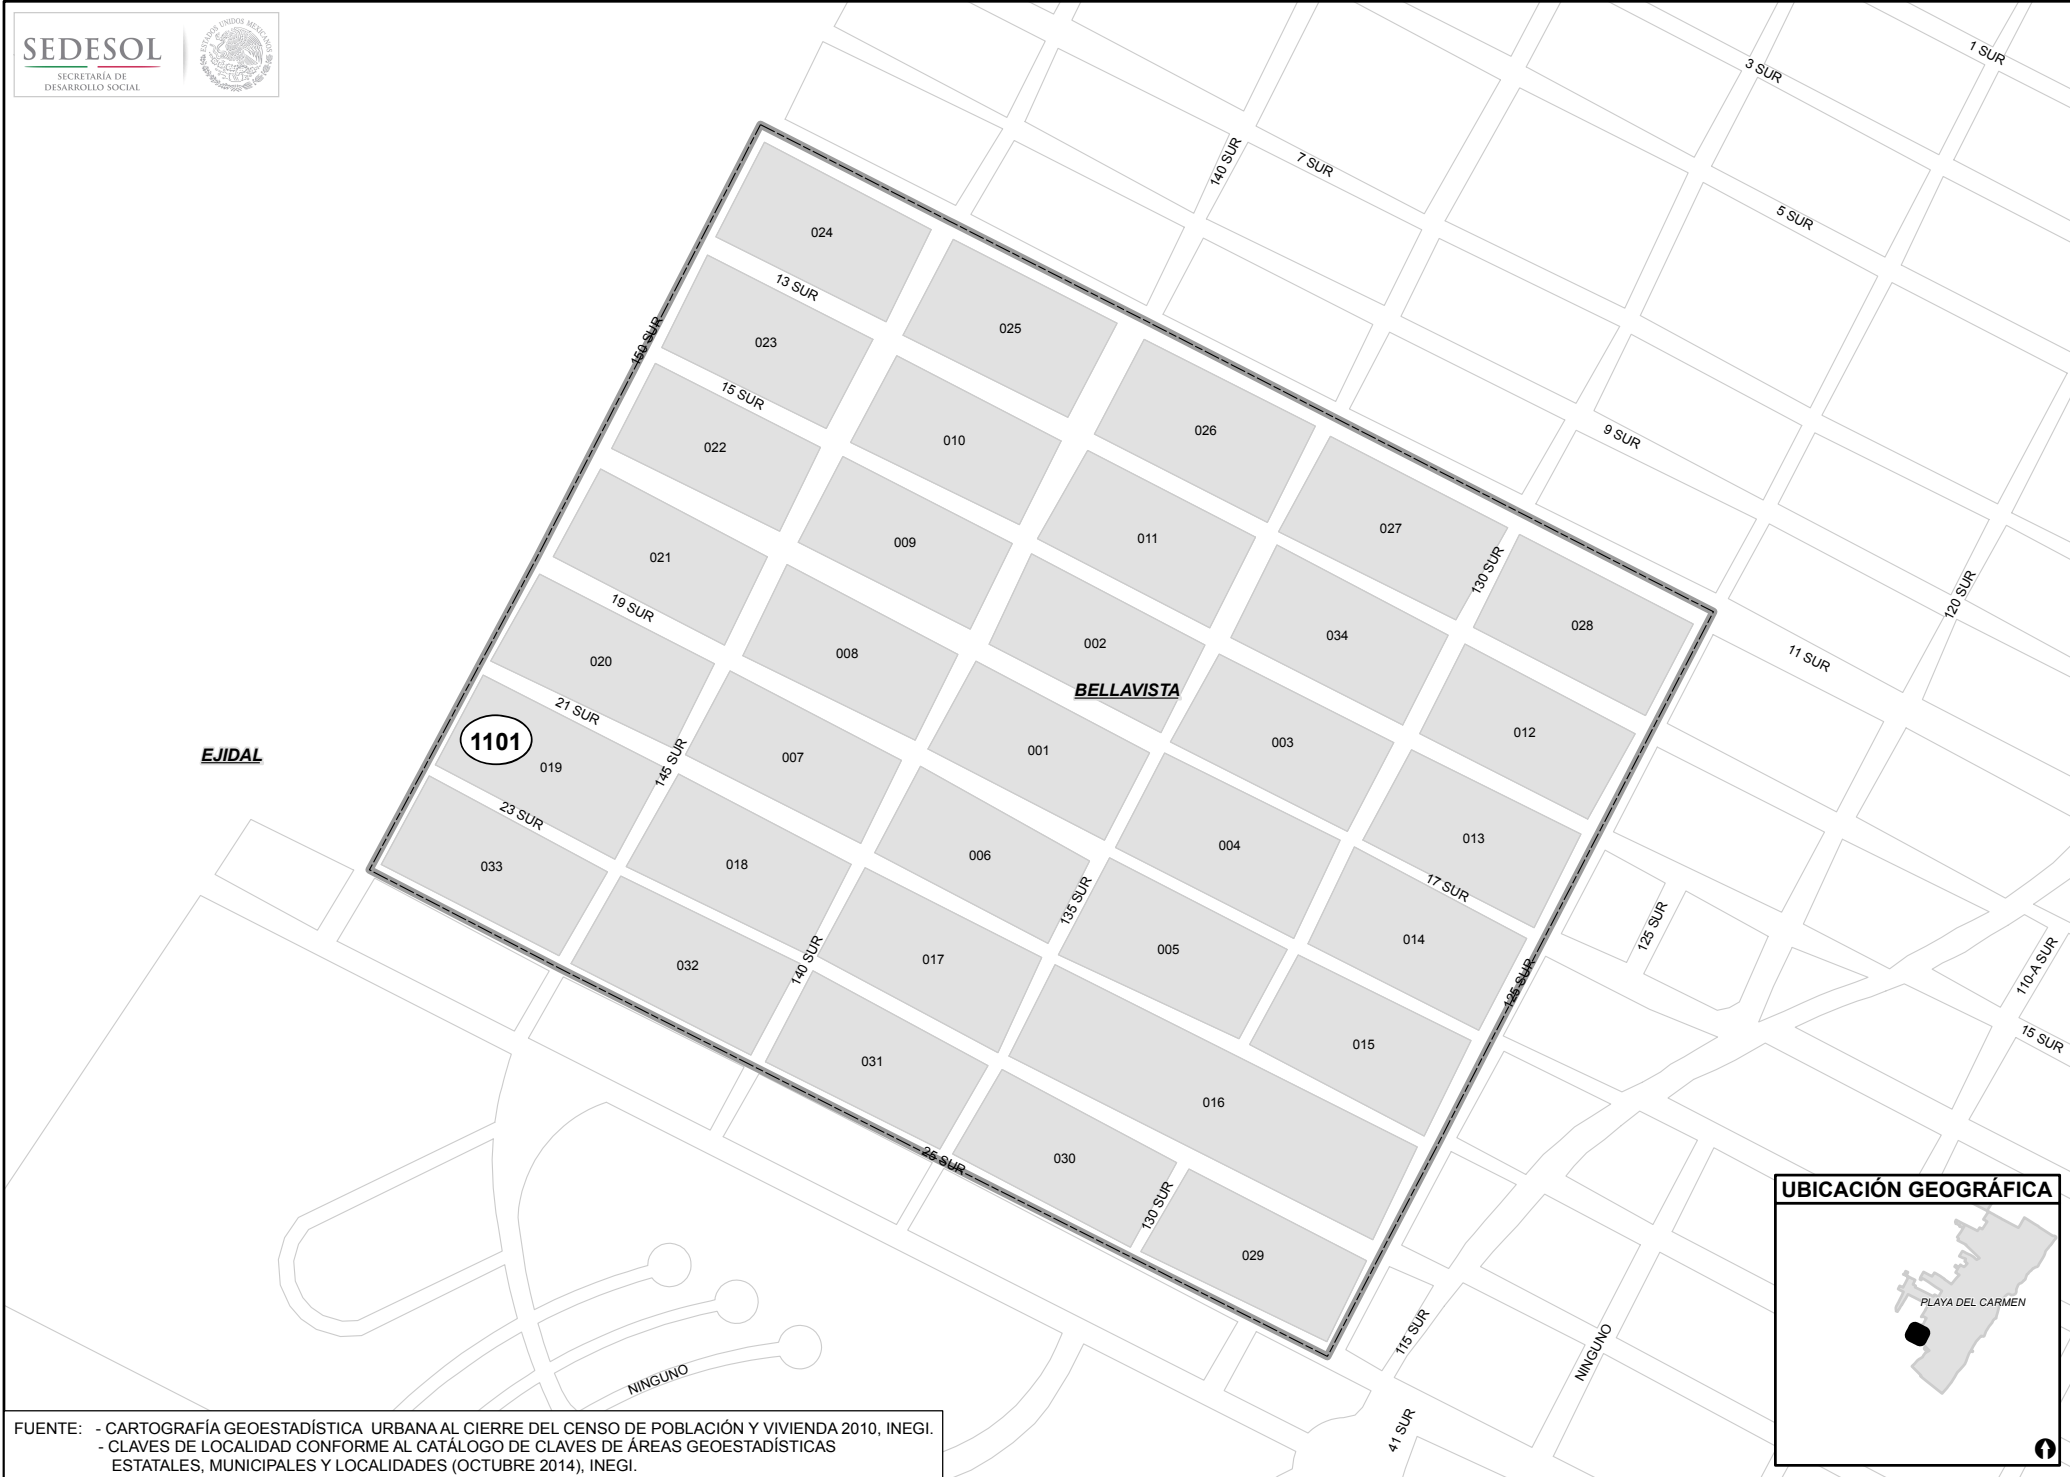 SEDESOL
SECRETARÍA DE
DESARROLLO SOCIAL
ESTADOS UNIDOS MEXICANOS
1 SUR
3 SUR
140 SUR
7 SUR
5 SUR
024
13 SUR
025
150 SUR
023
15 SUR
026
9 SUR
010
022
027
011
009
021
130 SUR
120 SUR
19 SUR
028
034
002
008
11 SUR
020
BELLAVISTA
21 SUR
012
1101
003
001
EJIDAL
007
145 SUR
019
23 SUR
013
004
006
018
033
17 SUR
135 SUR
125 SUR
014
005
017
032
140 SUR
110-A SUR
125 SUR
15 SUR
015
031
016
25 SUR
030
130 SUR
029
115 SUR
NINGUNO
NINGUNO
41 SUR
UBICACIÓN GEOGRÁFICA
PLAYA DEL CARMEN
FUENTE: - CARTOGRAFÍA GEOESTADÍSTICA URBANA AL CIERRE DEL CENSO DE POBLACIÓN Y VIVIENDA 2010, INEGI.
- CLAVES DE LOCALIDAD CONFORME AL CATÁLOGO DE CLAVES DE ÁREAS GEOESTADÍSTICAS
ESTATALES, MUNICIPALES Y LOCALIDADES (OCTUBRE 2014), INEGI.